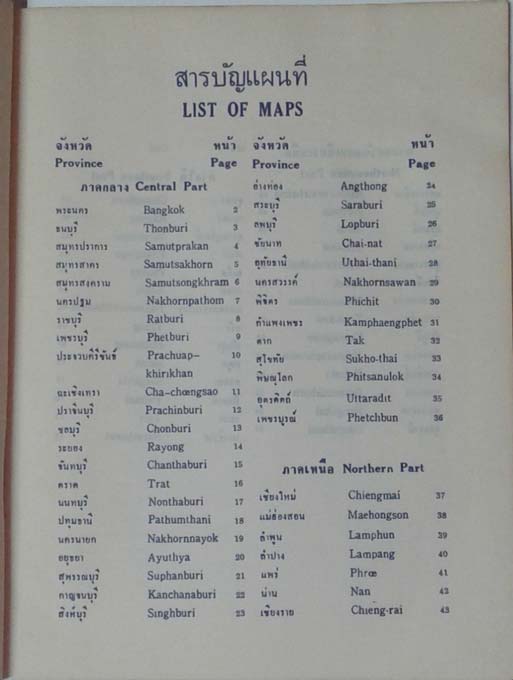 สารบัญแผนที่
LIST OF MAPS
จังหวัด หน้า
Province Page
ภาคกลาง Central Part
พระนคร Bangkok 2
ธนบุรี Thonburi 3
สมุทรปราการ Samutprakan 4
สมุทรสาคร Samutsakhorn 5
สมุทรสงคราม Samutsongkhram 6
นครปฐม Nakhornpathom 7
ราชบุรี Ratburi 8
เพชรบุรี Phetburi 9
ประจวบคิรีขันธ์ Prachuap- 10
khirikhan
ฉะเชิงเทรา Cha-chœngsao 11
ปราจินบุรี Prachinburi 12
ชลบุรี Chonburi 13
ระยอง Rayong 14
จันทบุรี Chanthaburi 15
ตราด Trat 16
นนทบุรี Nonthaburi 17
ปทุมธานี Pathumthani 18
นครนายก Nakhornnayok 19
อยุธยา Ayuthya 20
สุพรรณบุรี Suphanburi 21
กาญจนบุรี Kanchanaburi 22
สิงห์บุรี Singhburi 23
จังหวัด หน้า
Province Page
อ่างทอง Angthong 24
สระบุรี Saraburi 25
ลพบุรี Lopburi 26
ชัยนาท Chai-nat 27
อุทัยธานี Uthai-thani 28
นครสวรรค์ Nakhornsawan 29
พิจิตร Phichit 30
กำแพงเพชร Kamphaengphet 31
ตาก Tak 32
สุโขทัย Sukho-thai 33
พิษณุโลก Phitsanulok 34
อุตรดิตถ์ Uttaradit 35
เพชรบูรณ์ Phetchbun 36
ภาคเหนือ Northern Part
เชียงใหม่ Chiengmai 37
แม่ฮ่องสอน Maehongson 38
ลำพูน Lamphun 39
ลำปาง Lampang 40
แพร่ Phrœ 41
น่าน Nan 42
เชียงราย Chieng-rai 43